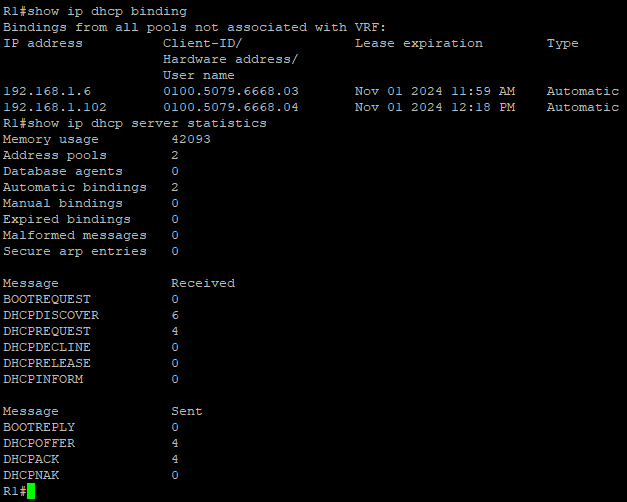 R1#show ip dhcp binding
Bindings from all pools not associated with VRF:
IP address          Client-ID/              Lease expiration        Type
                    Hardware address/
                    User name
192.168.1.6         0100.5079.6668.03       Nov 01 2024 11:59 AM    Automatic
192.168.1.102       0100.5079.6668.04       Nov 01 2024 12:18 PM    Automatic
R1#show ip dhcp server statistics
Memory usage         42093
Address pools        2
Database agents      0
Automatic bindings   2
Manual bindings      0
Expired bindings     0
Malformed messages   0
Secure arp entries   0

Message              Received
BOOTREQUEST          0
DHCPDISCOVER         6
DHCPREQUEST          4
DHCPDECLINE          0
DHCPRELEASE          0
DHCPINFORM           0

Message              Sent
BOOTREPLY            0
DHCPOFFER            4
DHCPACK              4
DHCPNAK              0
R1#